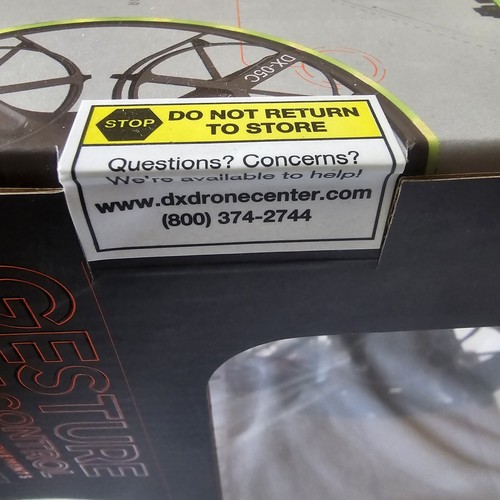 DX-05C
STOP
DO NOT RETURN
TO STORE
Questions? Concerns?
We're available to help!
www.dxdronecenter.com
(800) 374-2744
GESTURE
CONTROL